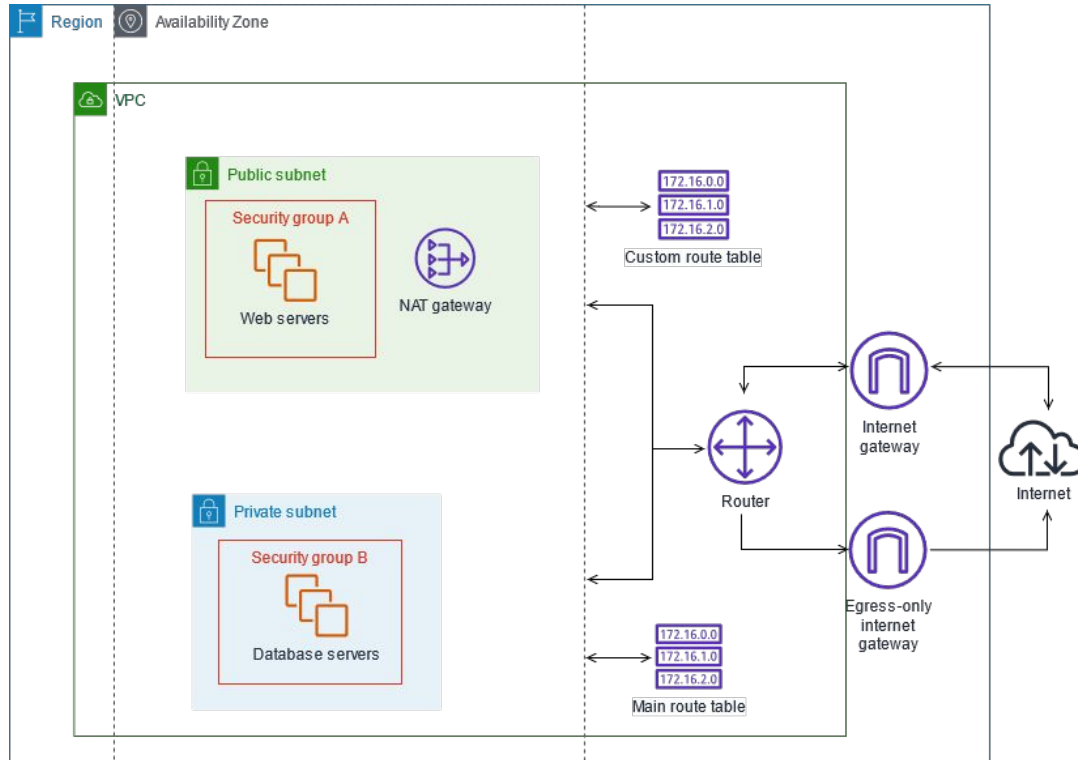 Region
Availability Zone
VPC
Public subnet
Security group A
Web servers
NAT gateway
172.16.0.0
172.16.1.0
172.16.2.0
Custom route table
Internet
gateway
Router
Internet
Private subnet
Security group B
Database servers
Egress-only
internet
gateway
172.16.0.0
172.16.1.0
172.16.2.0
Main route table